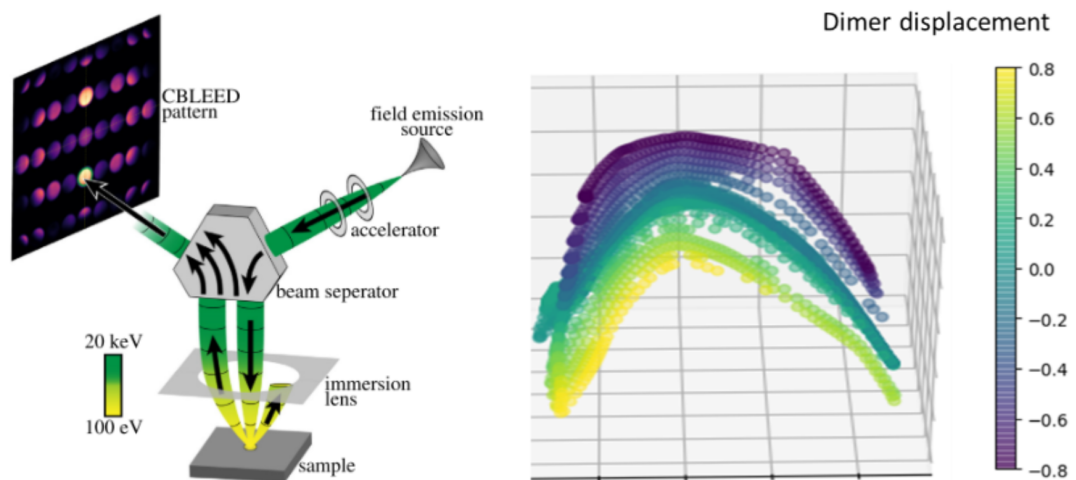 Dimer displacement
CBLEED
pattern
field emission
source
accelerator
beam seperator
20 keV
100 eV
immersion
lens
sample
0.8
0.6
0.4
0.2
0.0
−0.2
−0.4
−0.6
−0.8